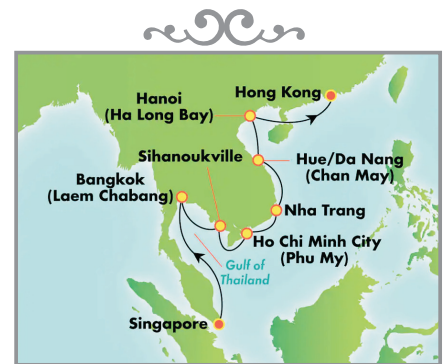 Hong Kong
Hanoi
(Ha Long Bay)
Sihanoukville
Hue/Da Nang
(Chan May)
Bangkok
(Laem Chabang)
Nha Trang
Ho Chi Minh City
(Phu My)
Gulf of
Thailand
Singapore